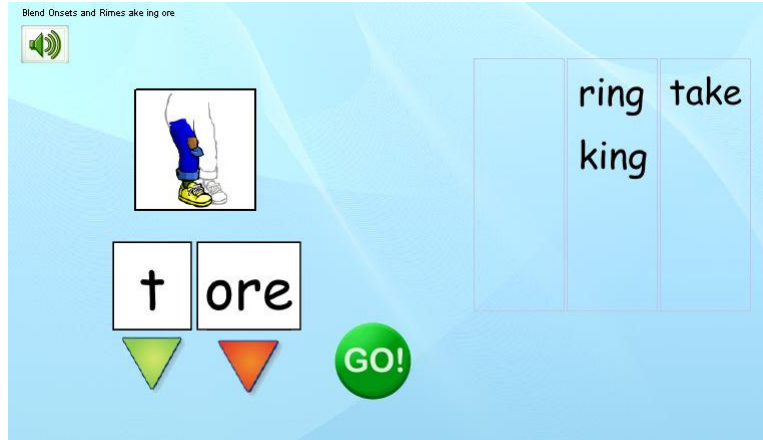 Blend Onsets and Rimes ake ing ore
ring take
king
t ore
GO!